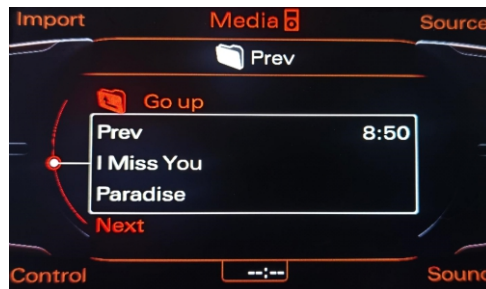 Import Media Source
Prev
Go up
Prev 8:50
I Miss You
Paradise
Next
Control --:-- Sound